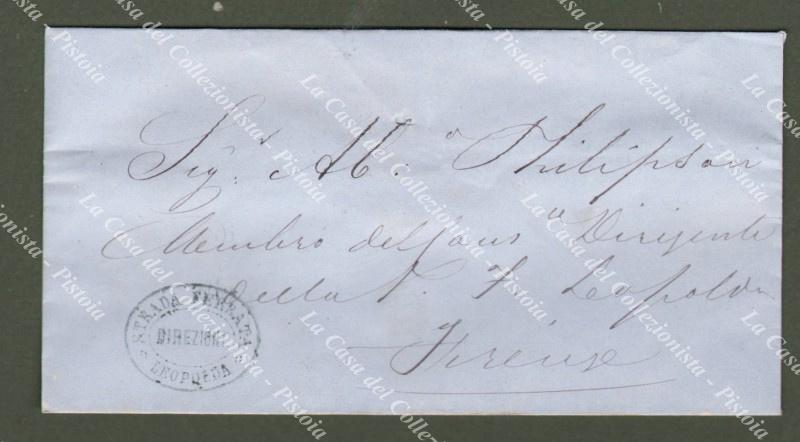 Sig.r M.o Philipson
Membro del Cons.o Dirigente
della S. F. Leopolda
Firenze
STRADA FERRATA
DIREZIONE
LEOPOLDA
La Casa del Collezionista - Pistoia